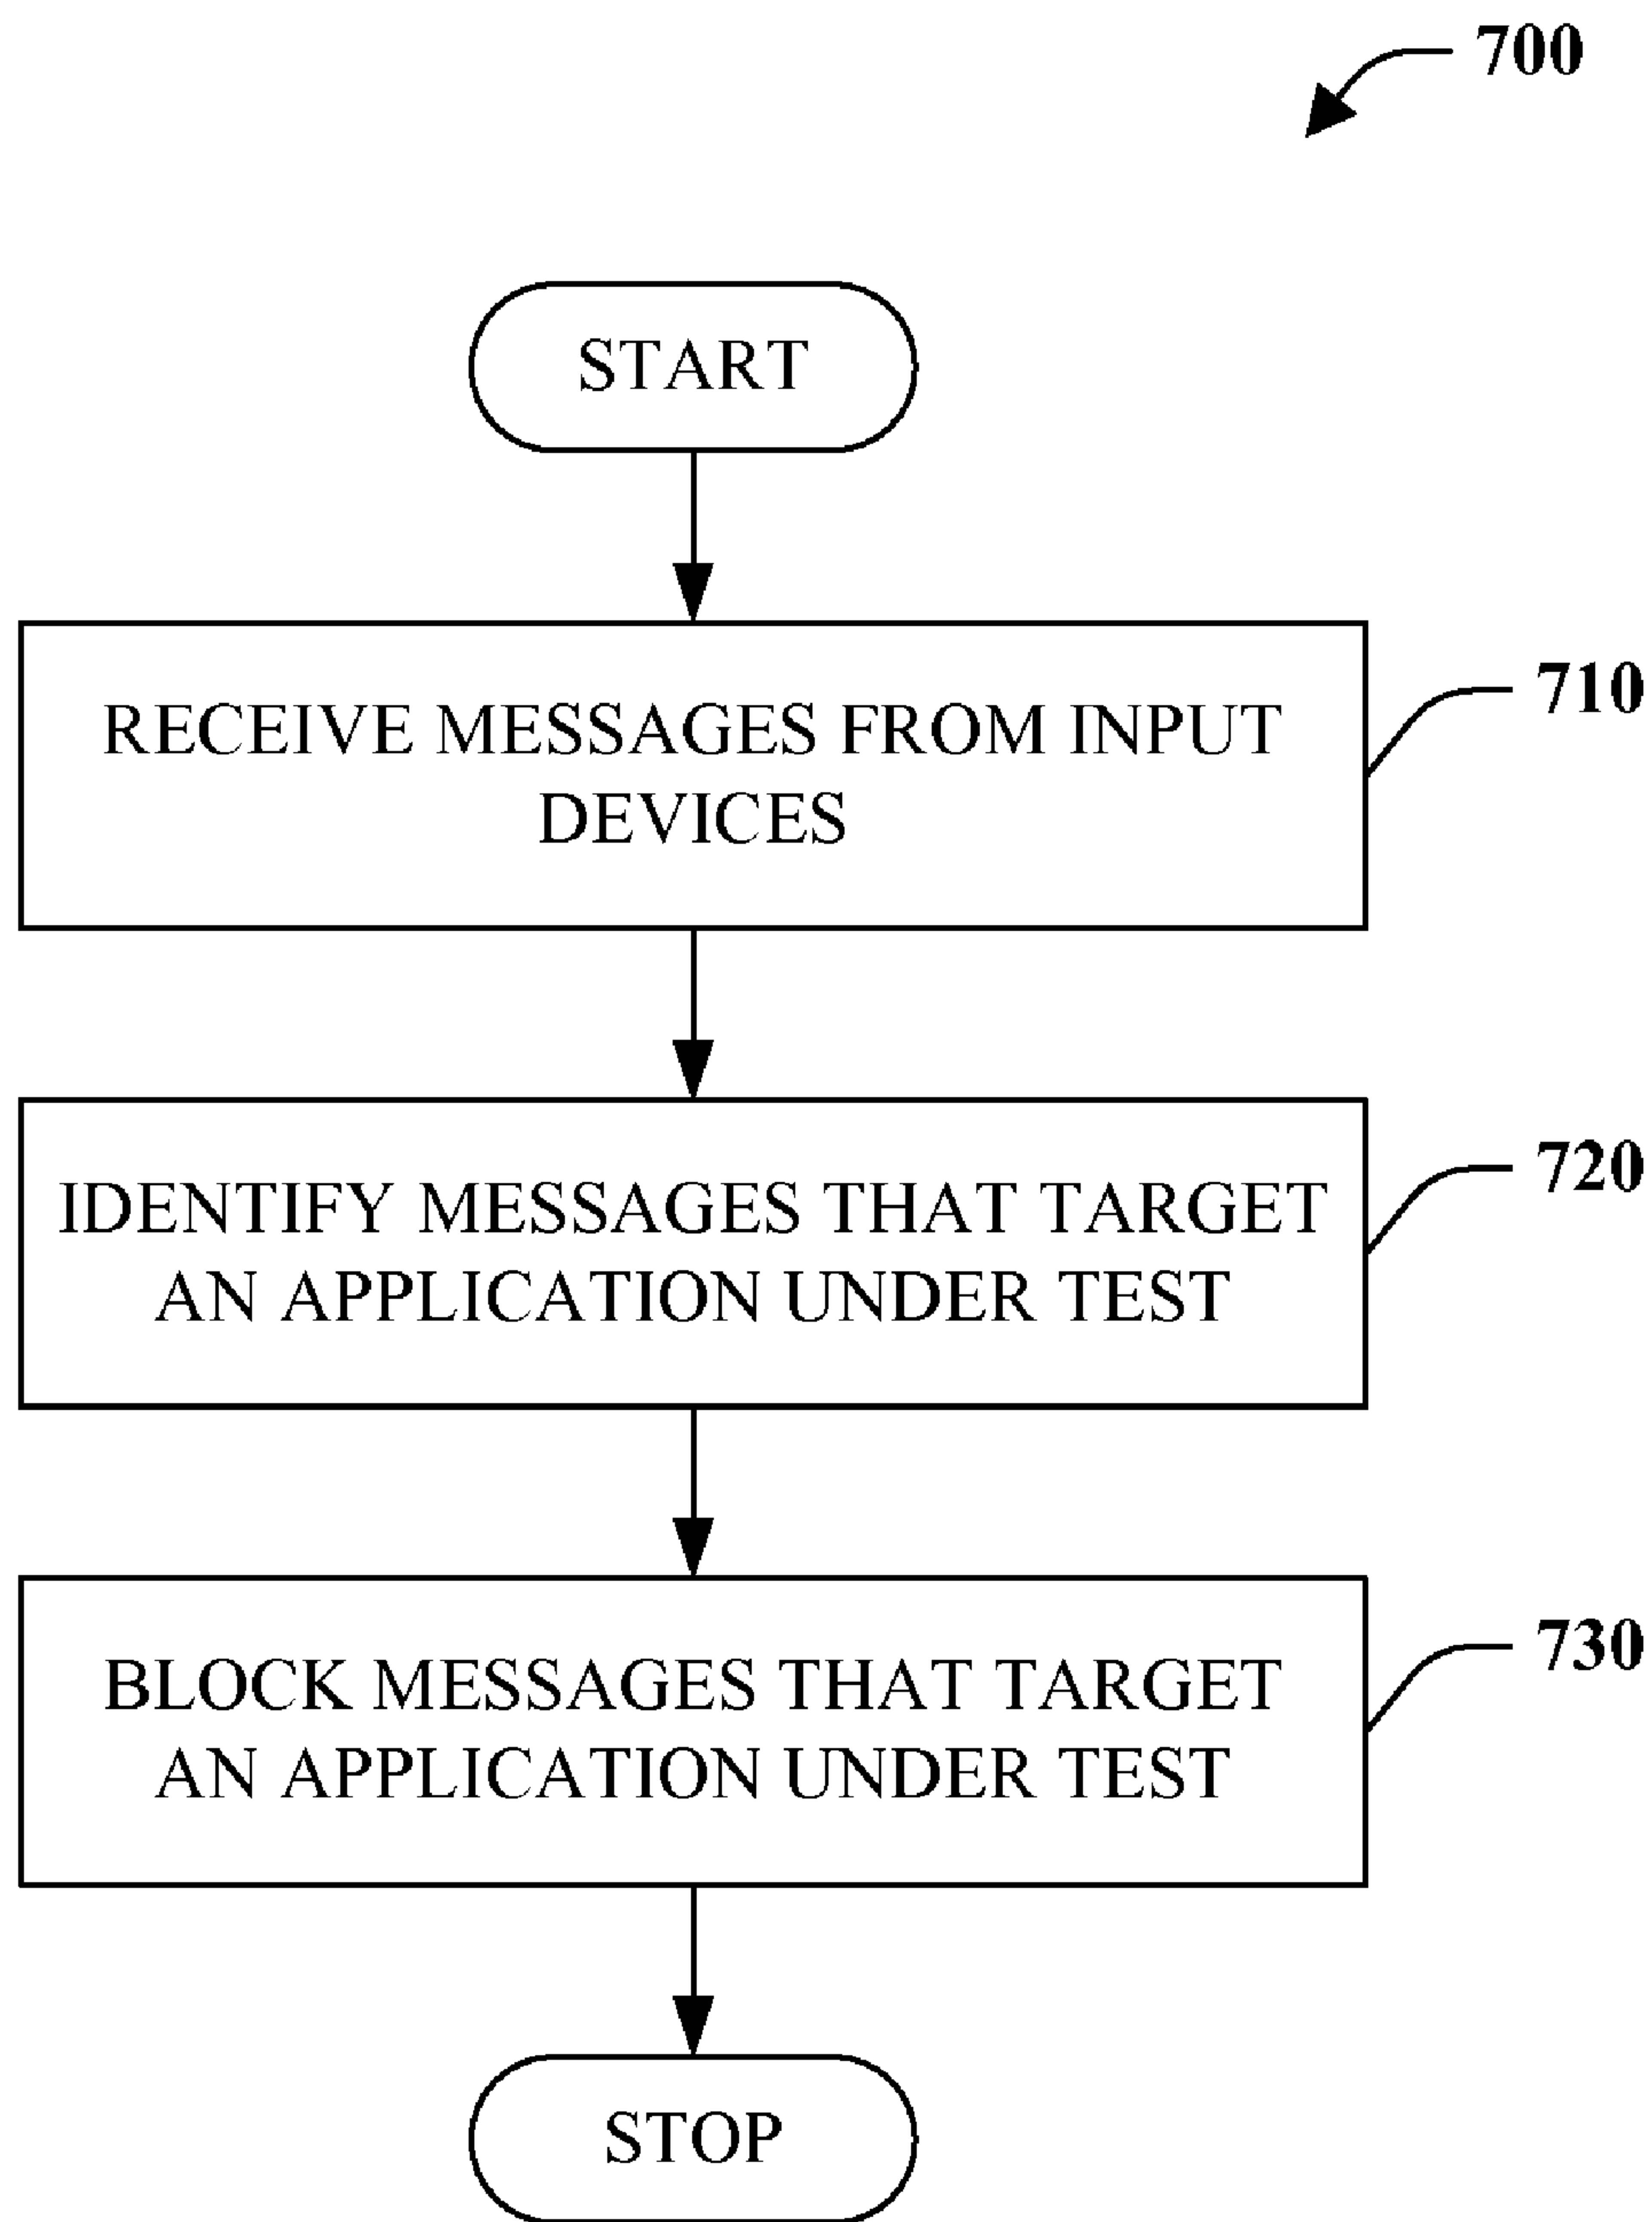 700
START
RECEIVE MESSAGES FROM INPUT
DEVICES
710
IDENTIFY MESSAGES THAT TARGET
AN APPLICATION UNDER TEST
720
BLOCK MESSAGES THAT TARGET
AN APPLICATION UNDER TEST
730
STOP